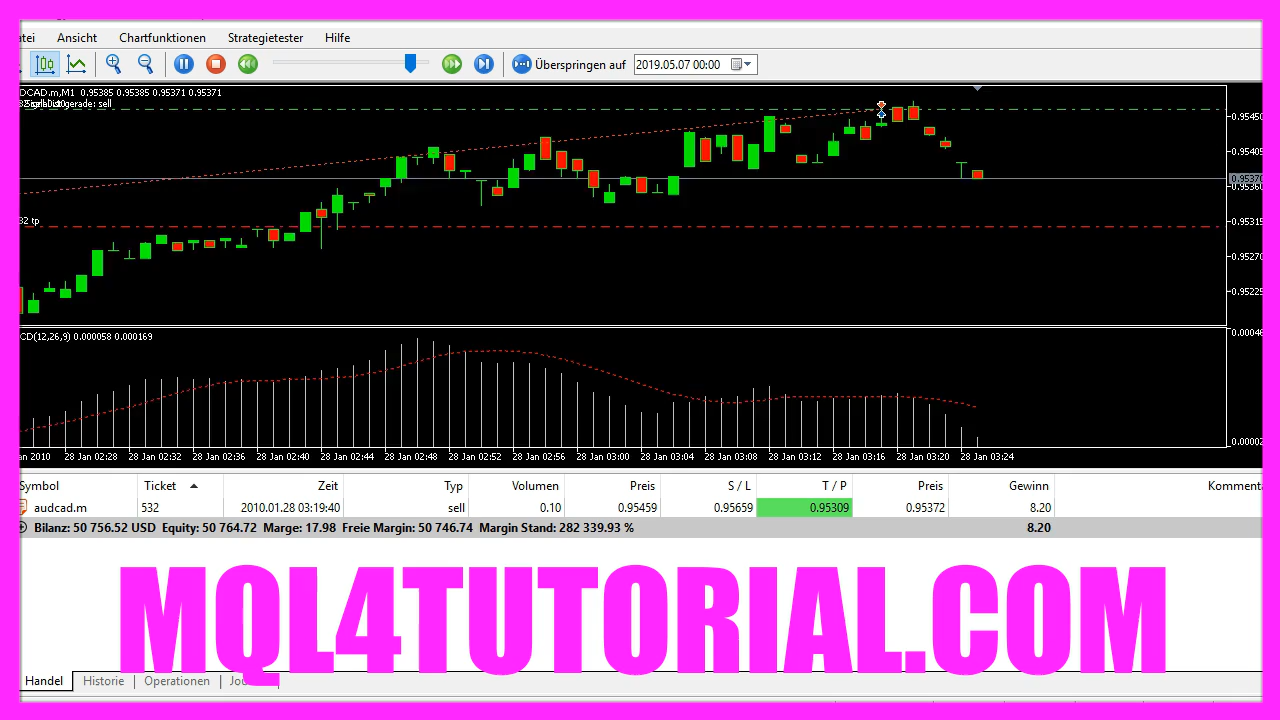 atei Ansicht Chartfunktionen Strategietester Hilfe
Überspringen auf 2019.05.07 00:00
DCAD.m,M1 0.95385 0.95385 0.95371 0.95371
gerade: sell
0.95450
0.95405
0.95370
0.95360
32 tp
0.95315
0.95270
0.95225
CD(12,26,9) 0.000058 0.000169
0.00046
0.00002
an 2010 28 Jan 02:28 28 Jan 02:32 28 Jan 02:36 28 Jan 02:40 28 Jan 02:44 28 Jan 02:48 28 Jan 02:52 28 Jan 02:56 28 Jan 03:00 28 Jan 03:04 28 Jan 03:08 28 Jan 03:12 28 Jan 03:16 28 Jan 03:20 28 Jan 03:24
Symbol Ticket Zeit Typ Volumen Preis S / L T / P Preis Gewinn Komment
audcad.m 532 2010.01.28 03:19:40 sell 0.10 0.95459 0.95659 0.95309 0.95372 8.20
Bilanz: 50 756.52 USD Equity: 50 764.72 Marge: 17.98 Freie Margin: 50 746.74 Margin Stand: 282 339.93 % 8.20
MQL4TUTORIAL.COM
Handel Historie Operationen Jou